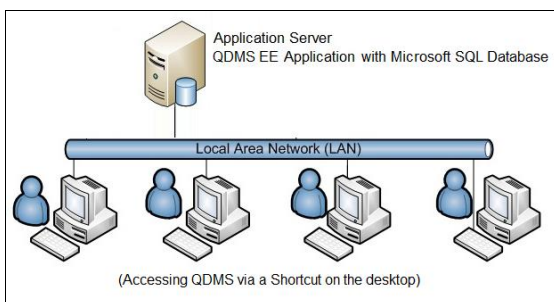 Application Server
QDMS EE Application with Microsoft SQL Database
Local Area Network (LAN)
(Accessing QDMS via a Shortcut on the desktop)